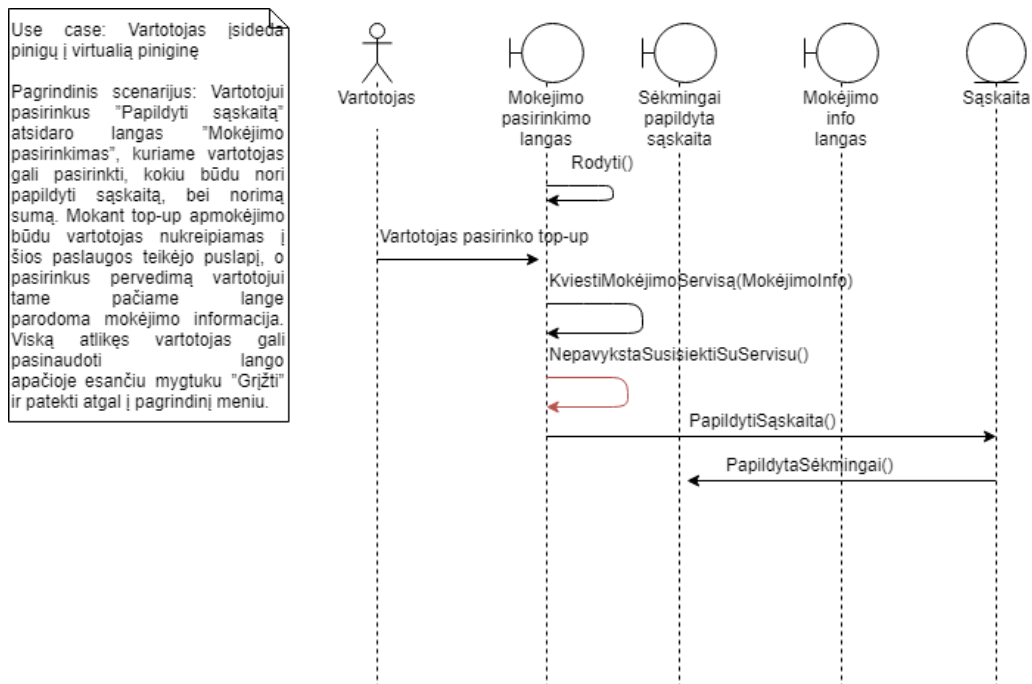 Use case: Vartotojas įsideda
pinigų į virtualią piniginę
Pagrindinis scenarijus: Vartotojui
pasirinkus "Papildyti sąskaitą"
atsidaro langas "Mokėjimo
pasirinkimas", kuriame vartotojas
gali pasirinkti, kokiu būdu nori
papildyti sąskaitą, bei norimą
sumą. Mokant top-up apmokėjimo
būdu vartotojas nukreipiamas į
šios paslaugos teikėjo puslapį, o
pasirinkus pervedimą vartotojui
tame pačiame lange
parodoma mokėjimo informacija.
Viską atlikęs vartotojas gali
pasinaudoti lango
apačioje esančiu mygtuku "Grįžti"
ir patekti atgal į pagrindinį meniu.
Vartotojas
Mokejimo
pasirinkimo
langas
Sėkmingai
papildyta
sąskaita
Mokėjimo
info
langas
Sąskaita
Rodyti()
Vartotojas pasirinko top-up
KviestiMokėjimoServisą(MokėjimoInfo)
NepavykstaSusisiektiSuServisu()
PapildytiSąskaita()
PapildytaSėkmingai()